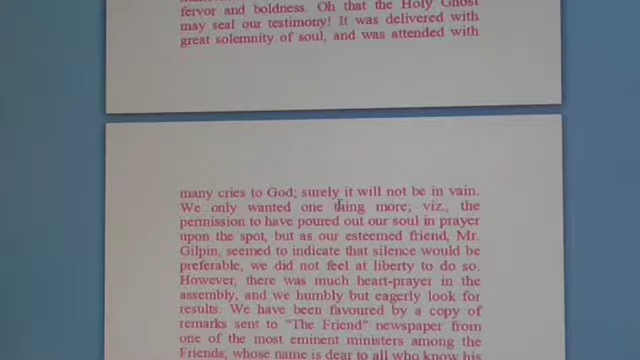 fervor and boldness. Oh that the Holy Ghost
may seal our testimony! It was delivered with
great solemnity of soul, and was attended with
many cries to God; surely it will not be in vain.
We only wanted one thing more; viz., the
permission to have poured out our soul in prayer
upon the spot, but as our esteemed friend, Mr.
Gilpin, seemed to indicate that silence would be
preferable, we did not feel at liberty to do so.
However, there was much heart-prayer in the
assembly, and we humbly but eagerly look for
results. We have been favoured by a copy of
remarks sent to "The Friend" newspaper from
one of the most eminent ministers among the
Friends, whose name is dear to all who know his